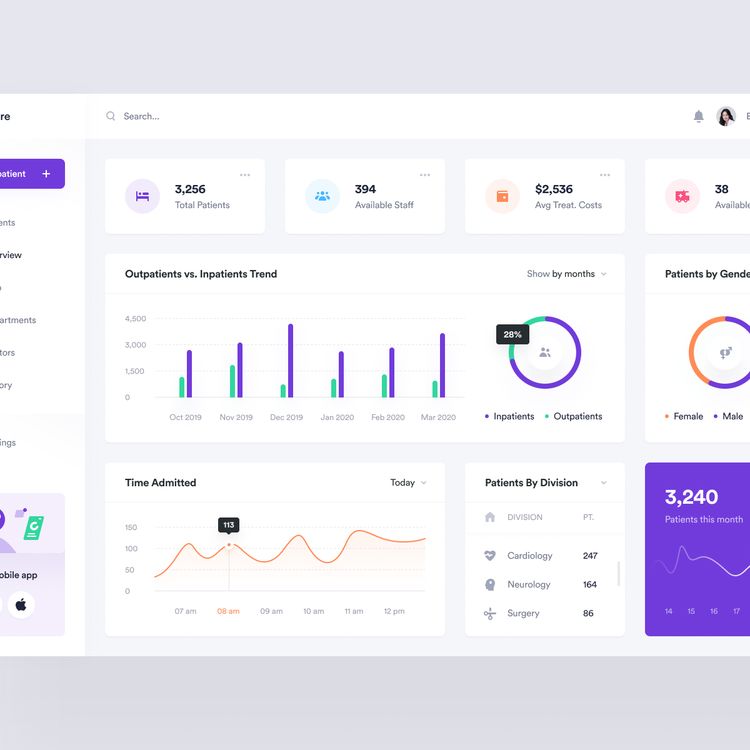 re
Search...
E
patient +
ents
rview
artments
tors
ory
ings
obile app
3,256
Total Patients
394
Available Staff
$2,536
Avg Treat. Costs
38
Available
Outpatients vs. Inpatients Trend
Show by months
4,500
3,000
1,500
0
Oct 2019 Nov 2019 Dec 2019 Jan 2020 Feb 2020 Mar 2020
28%
Inpatients Outpatients
Patients by Gende
Female Male
Time Admitted
Today
150
100
50
0
113
07 am 08 am 09 am 10 am 11 am 12 pm
Patients By Division
DIVISION PT.
Cardiology 247
Neurology 164
Surgery 86
3,240
Patients this month
14 15 16 17